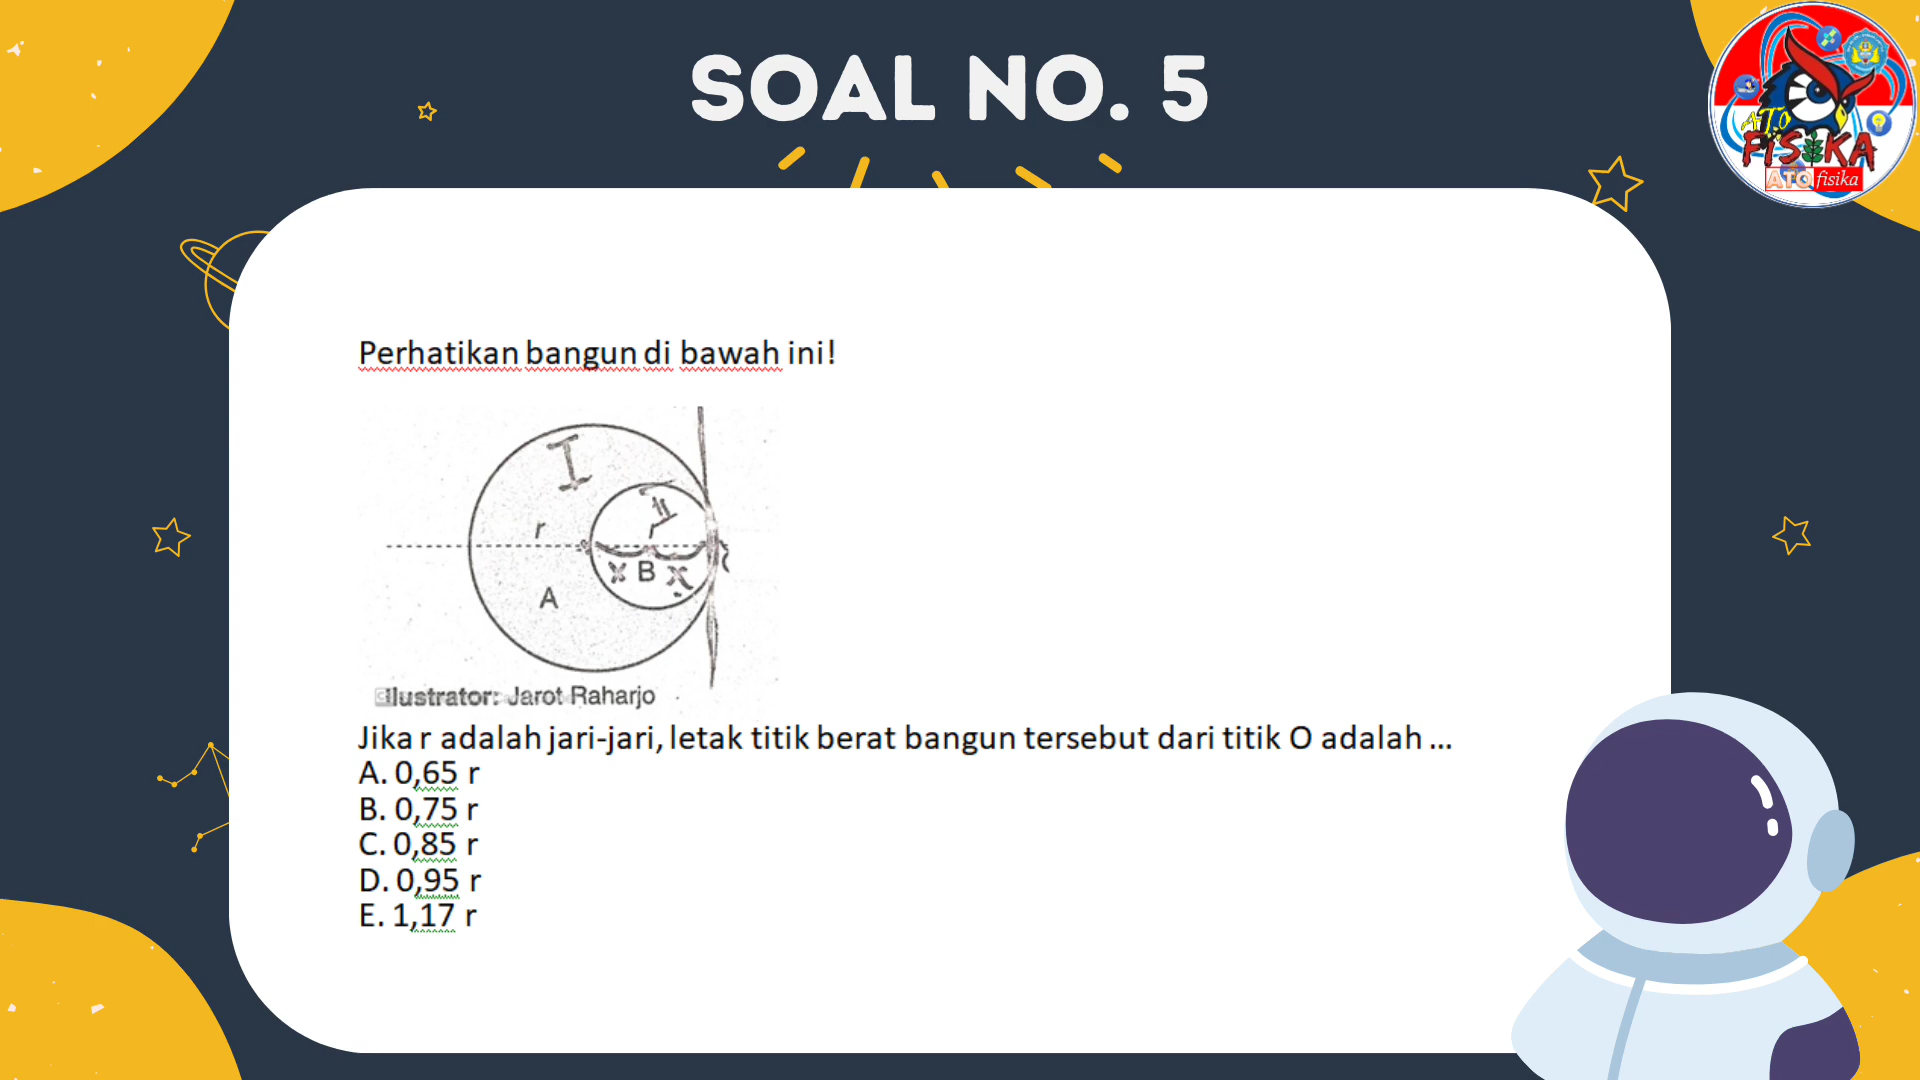 SOAL NO. 5
ATO
FISIKA
ATO fisika
Perhatikan bangun di bawah ini!
I
II
r
r
x B x
A
Ilustrator: Jarot Raharjo
Jika r adalah jari-jari, letak titik berat bangun tersebut dari titik O adalah ...
A. 0,65 r
B. 0,75 r
C. 0,85 r
D. 0,95 r
E. 1,17 r